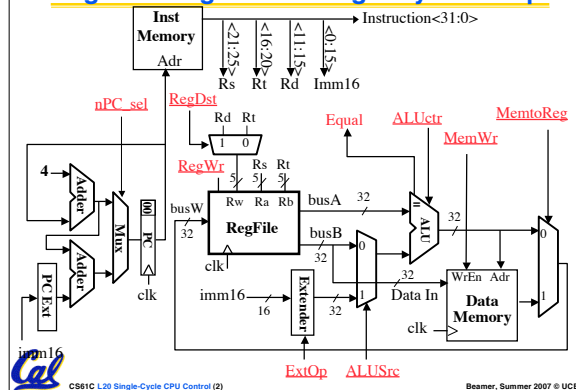 Inst
Memory
Adr
Instruction<31:0>
<21:25>
<16:20>
<11:15>
<0:15>
Rs Rt Rd Imm16
nPC_sel
RegDst
Rd Rt
1 0
Equal
ALUctr
MemWr
MemtoReg
RegWr
Rs Rt
5 5 5
4
Adder
Adder
Mux
PC
00
clk
PC Ext
imm16
busW
32
Rw Ra Rb
RegFile
clk
busA
32
busB
32
imm16
16
Extender
32
0
1
=
ALU
32
32
Data In
WrEn Adr
Data
Memory
clk
0
1
ExtOp
ALUSrc
Cal
CS61C L20 Single-Cycle CPU Control (2)
Beamer, Summer 2007 © UCB